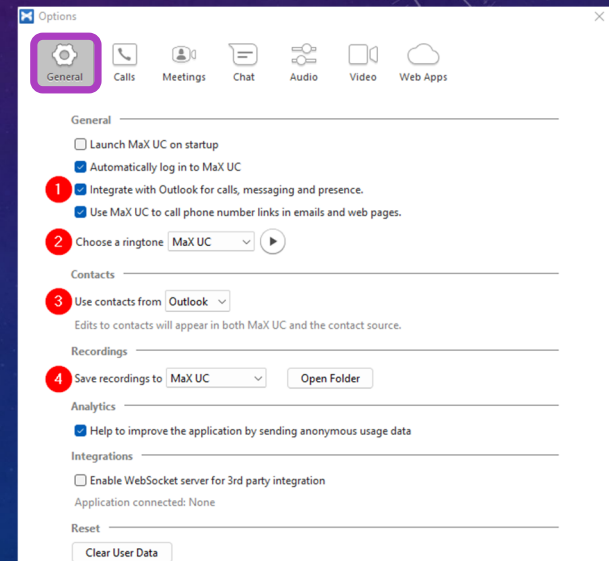 Options
General Calls Meetings Chat Audio Video Web Apps
General
Launch MaX UC on startup
Automatically log in to MaX UC
1 Integrate with Outlook for calls, messaging and presence.
Use MaX UC to call phone number links in emails and web pages.
2 Choose a ringtone MaX UC
Contacts
3 Use contacts from Outlook
Edits to contacts will appear in both MaX UC and the contact source.
Recordings
4 Save recordings to MaX UC Open Folder
Analytics
Help to improve the application by sending anonymous usage data
Integrations
Enable WebSocket server for 3rd party integration
Application connected: None
Reset
Clear User Data